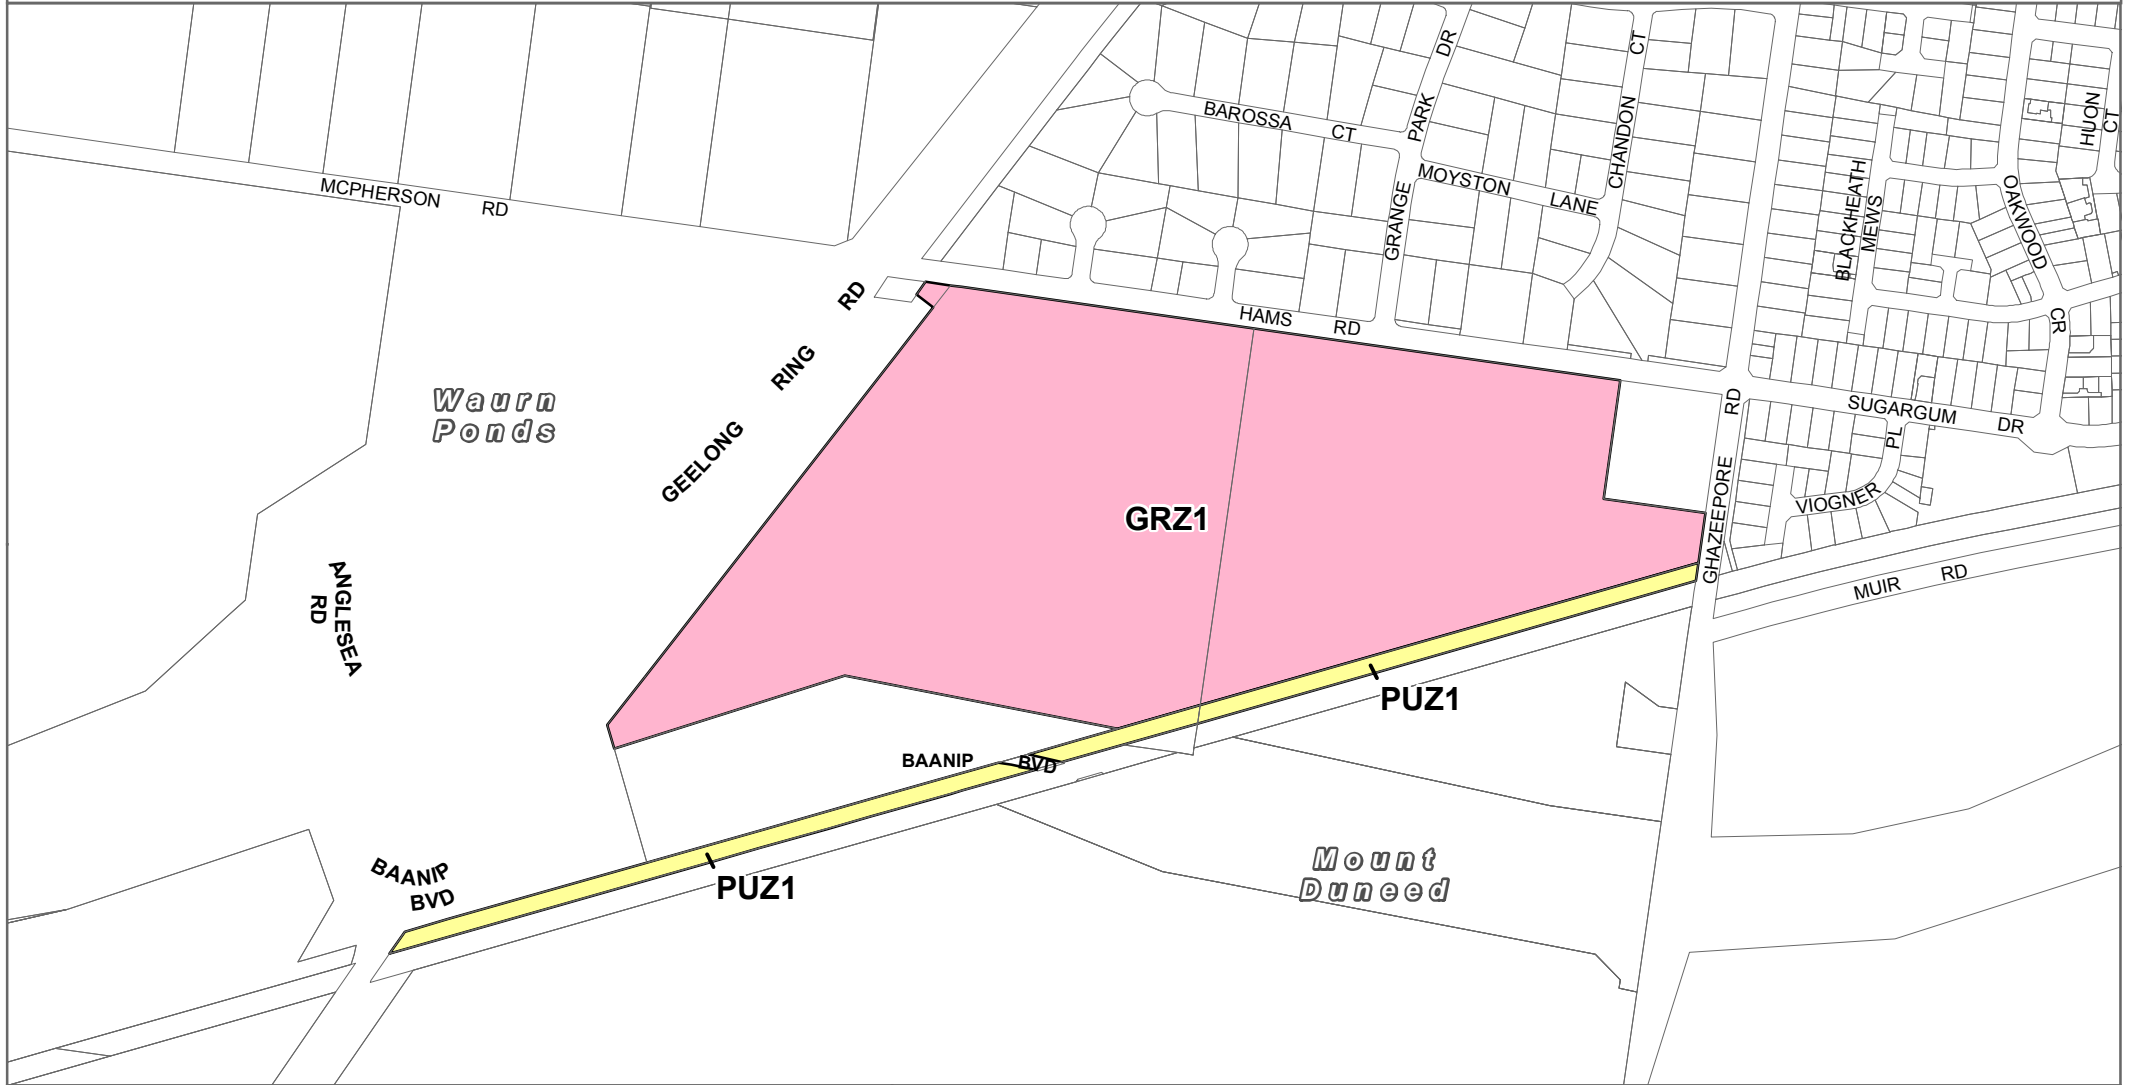 BAROSSA CT
PARK DR
CHANDON CT
HUON CT
MCPHERSON RD
MOYSTON LANE
GRANGE
BLACKHEATH MEWS
OAKWOOD CR
GEELONG RING RD
HAMS RD
Waurn
Ponds
SUGARGUM DR
VIOGNER PL
GHAZEEPORE RD
GRZ1
ANGLESEA
RD
MUIR RD
PUZ1
BAANIP BVD
BAANIP
BVD
PUZ1
Mount
Duneed